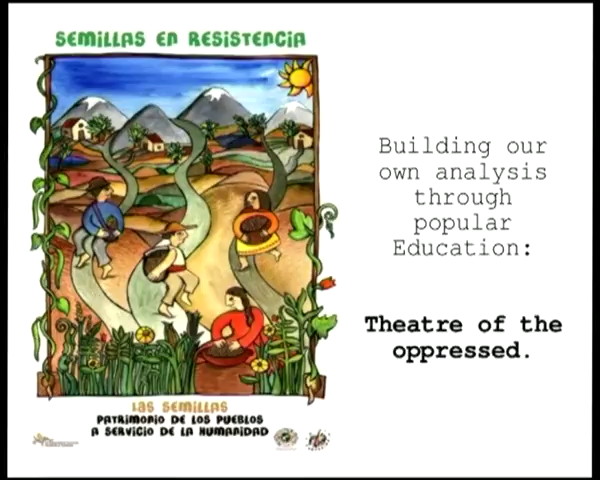 SEMILLAS EN RESISTENCIA
LAS SEMILLAS
PATRIMONIO DE LOS PUEBLOS
A SERVICIO DE LA HUMANIDAD
Building our
own analysis
through
popular
Education:
Theatre of the
oppressed.